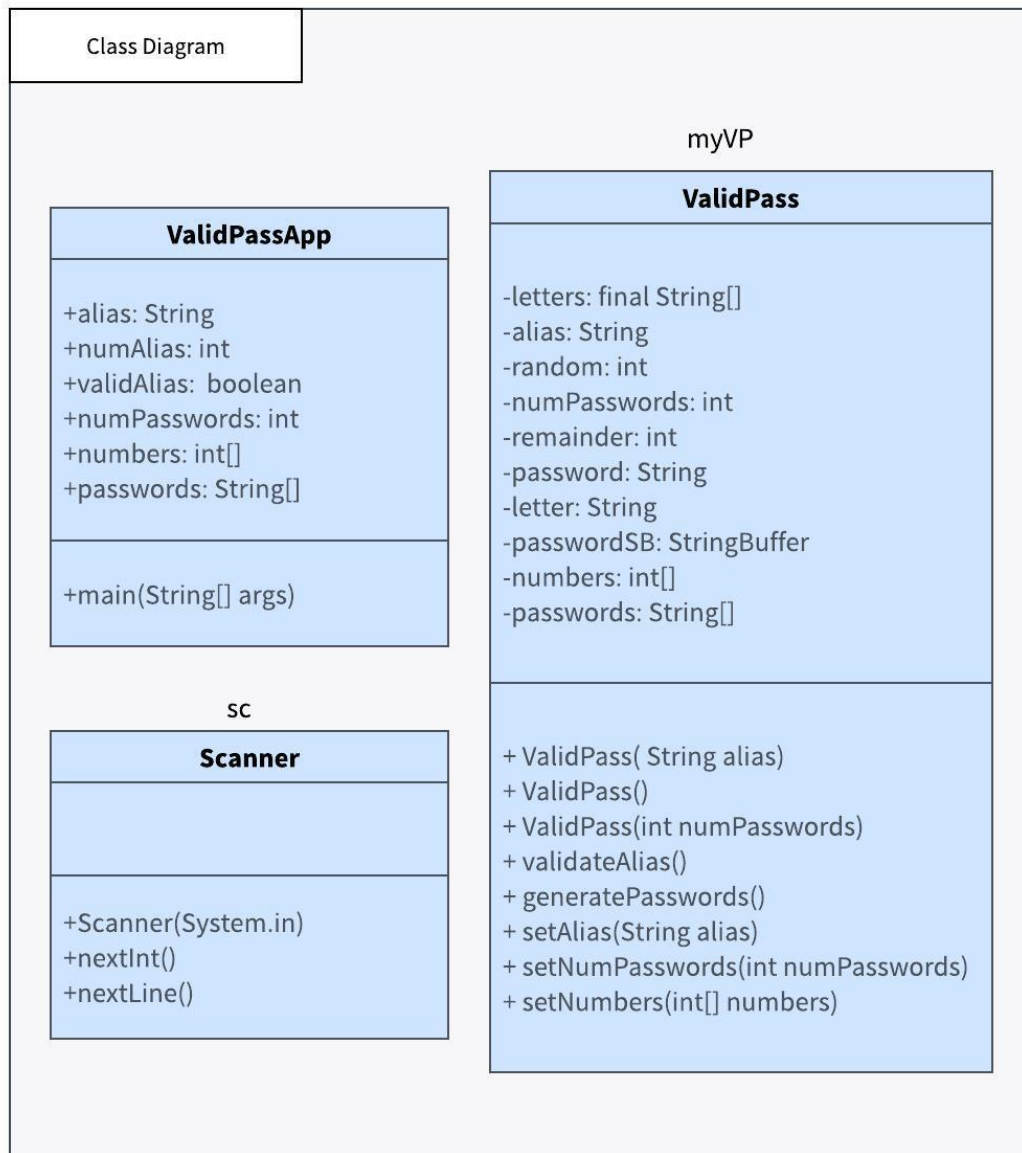 Class Diagram
ValidPassApp
+alias: String
+numAlias: int
+validAlias:  boolean
+numPasswords: int
+numbers: int[]
+passwords: String[]
+main(String[] args)
sc
Scanner
+Scanner(System.in)
+nextInt()
+nextLine()
myVP
ValidPass
-letters: final String[]
-alias: String
-random: int
-numPasswords: int
-remainder: int
-password: String
-letter: String
-passwordSB: StringBuffer
-numbers: int[]
-passwords: String[]
+ ValidPass( String alias)
+ ValidPass()
+ ValidPass(int numPasswords)
+ validateAlias()
+ generatePasswords()
+ setAlias(String alias)
+ setNumPasswords(int numPasswords)
+ setNumbers(int[] numbers)